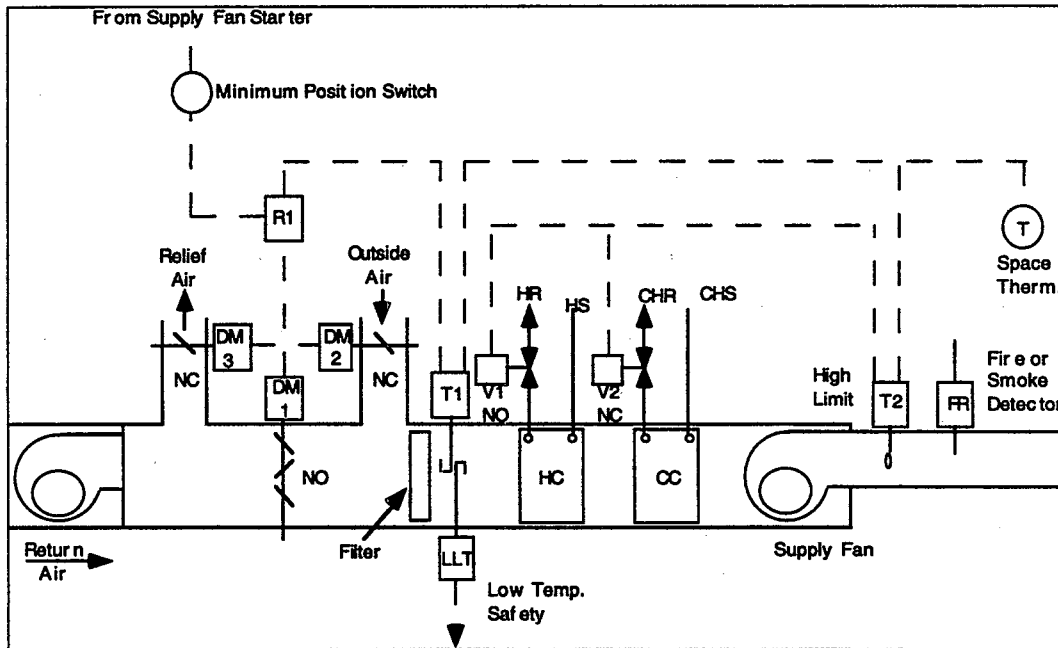 From Supply Fan Starter
Minimum Position Switch
R1
Relief
Air
Outside
Air
HR
HS
CHR
CHS
T
Space
Therm.
DM
3
DM
2
NC
NC
DM
1
T1
V1
NO
V2
NC
High
Limit
T2
FR
Fire or
Smoke
Detector
NO
HC
CC
Return
Air
Filter
LLT
Supply Fan
Low Temp.
Safety